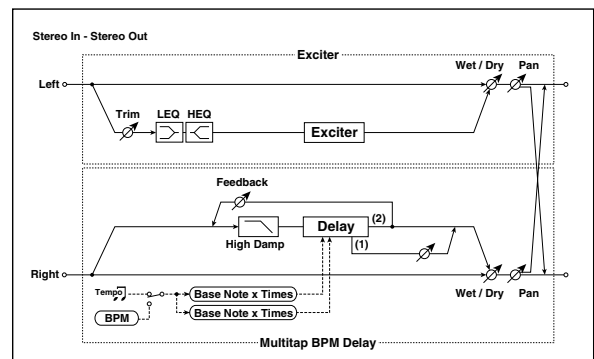 Stereo In - Stereo Out
Exciter
Wet / Dry Pan
Left
Trim LEQ HEQ
Exciter
Feedback
Delay (2)
High Damp (1)
Right
Tempo
Base Note x Times
Wet / Dry Pan
BPM
Base Note x Times
Multitap BPM Delay